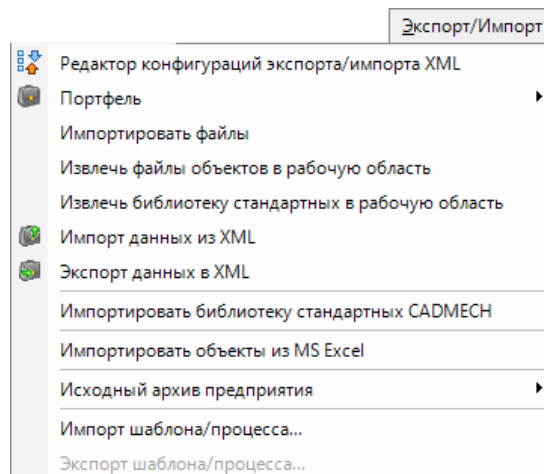 Экспорт/Импорт
Редактор конфигураций экспорта/импорта XML
Портфель
Импортировать файлы
Извлечь файлы объектов в рабочую область
Извлечь библиотеку стандартных в рабочую область
Импорт данных из XML
Экспорт данных в XML
Импортировать библиотеку стандартных CADMECH
Импортировать объекты из MS Excel
Исходный архив предприятия
Импорт шаблона/процесса...
Экспорт шаблона/процесса...